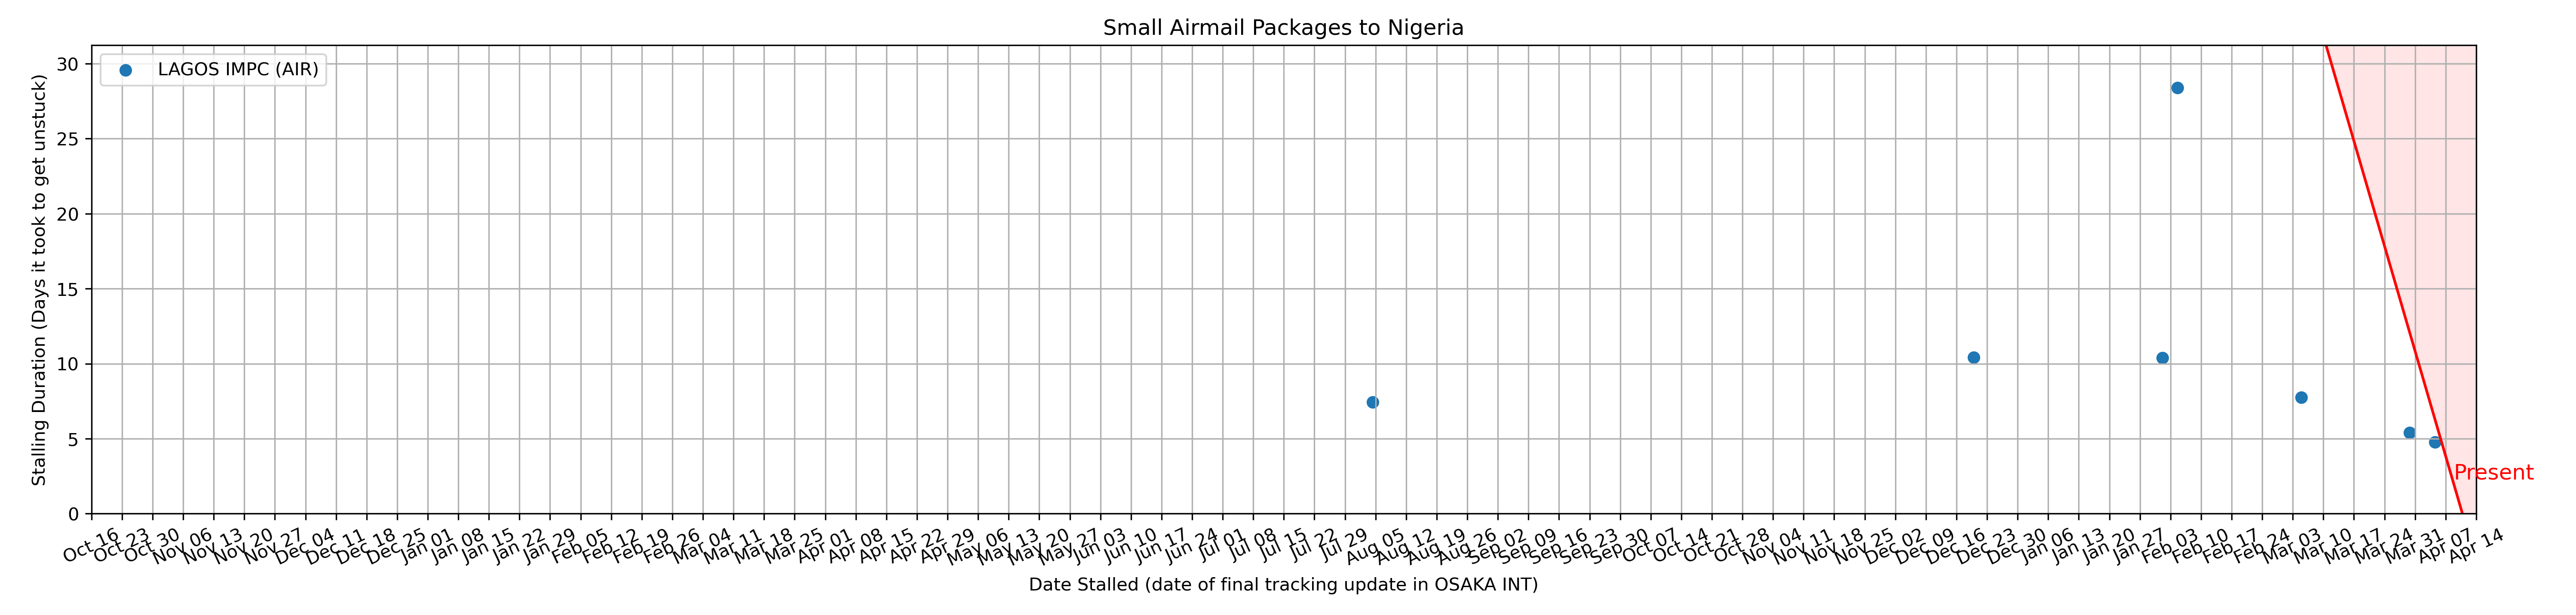 Small Airmail Packages to Nigeria
LAGOS IMPC (AIR)
Stalling Duration (Days it took to get unstuck)
30
25
20
15
10
5
0
Present
Oct 16 Oct 23 Oct 30 Nov 06 Nov 13 Nov 20 Nov 27 Dec 04 Dec 11 Dec 18 Dec 25 Jan 01 Jan 08 Jan 15 Jan 22 Jan 29 Feb 05 Feb 12 Feb 19 Feb 26 Mar 04 Mar 11 Mar 18 Mar 25 Apr 01 Apr 08 Apr 15 Apr 22 Apr 29 May 06 May 13 May 20 May 27 Jun 03 Jun 10 Jun 17 Jun 24 Jul 01 Jul 08 Jul 15 Jul 22 Jul 29 Aug 05 Aug 12 Aug 19 Aug 26 Sep 02 Sep 09 Sep 16 Sep 23 Sep 30 Oct 07 Oct 14 Oct 21 Oct 28 Nov 04 Nov 11 Nov 18 Nov 25 Dec 02 Dec 09 Dec 16 Dec 23 Dec 30 Jan 06 Jan 13 Jan 20 Jan 27 Feb 03 Feb 10 Feb 17 Feb 24 Mar 03 Mar 10 Mar 17 Mar 24 Mar 31 Apr 07 Apr 14
Date Stalled (date of final tracking update in OSAKA INT)